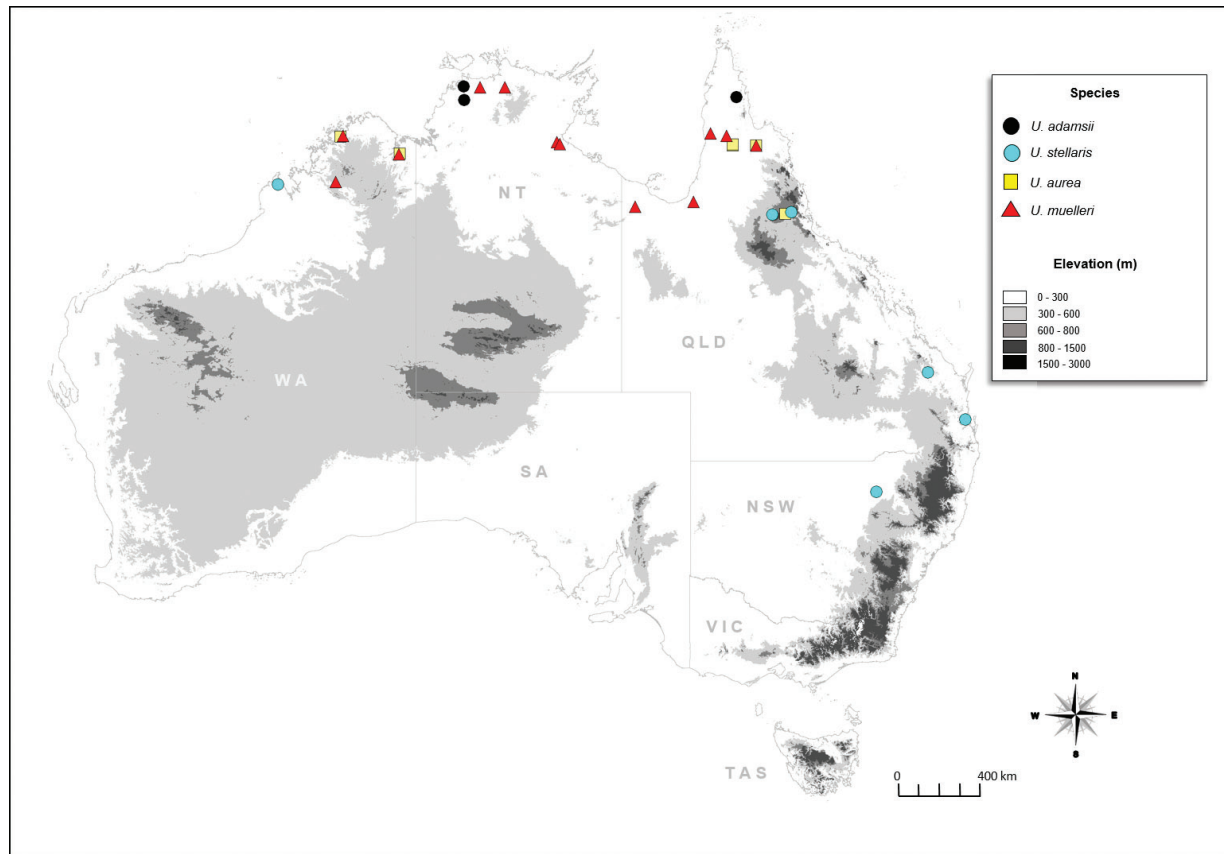 Species
U. adamsii
U. stellaris
U. aurea
U. muelleri
Elevation (m)
0 - 300
300 - 600
600 - 800
800 - 1500
1500 - 3000
NT
QLD
WA
SA
NSW
VIC
TAS
N
W E
S
0 400 km